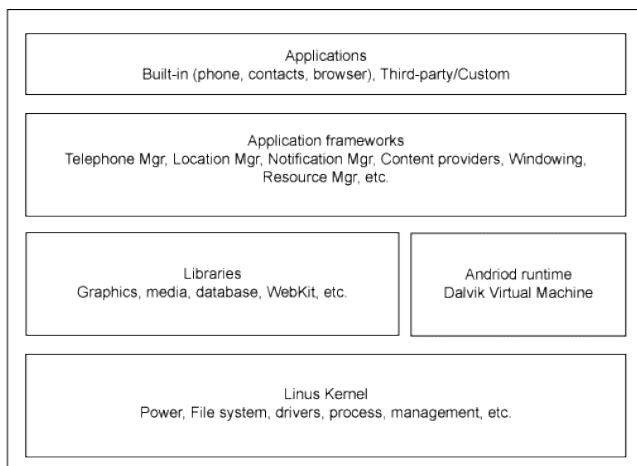 Applications
Built-in (phone, contacts, browser), Third-party/Custom
Application frameworks
Telephone Mgr, Location Mgr, Notification Mgr, Content providers, Windowing,
Resource Mgr, etc.
Libraries
Graphics, media, database, WebKit, etc.
Andriod runtime
Dalvik Virtual Machine
Linus Kernel
Power, File system, drivers, process, management, etc.